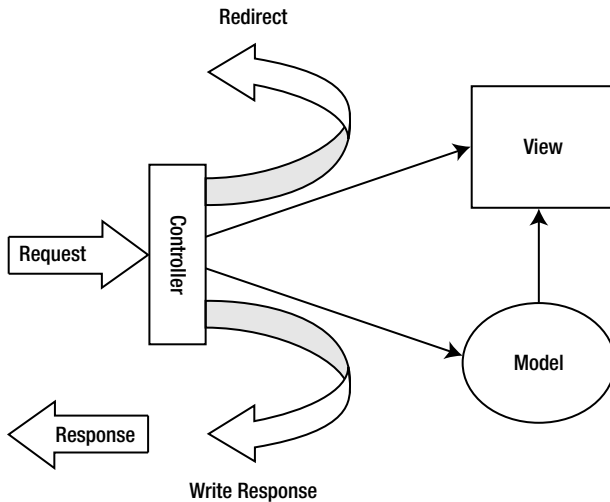 Redirect
View
Controller
Request
Model
Response
Write Response